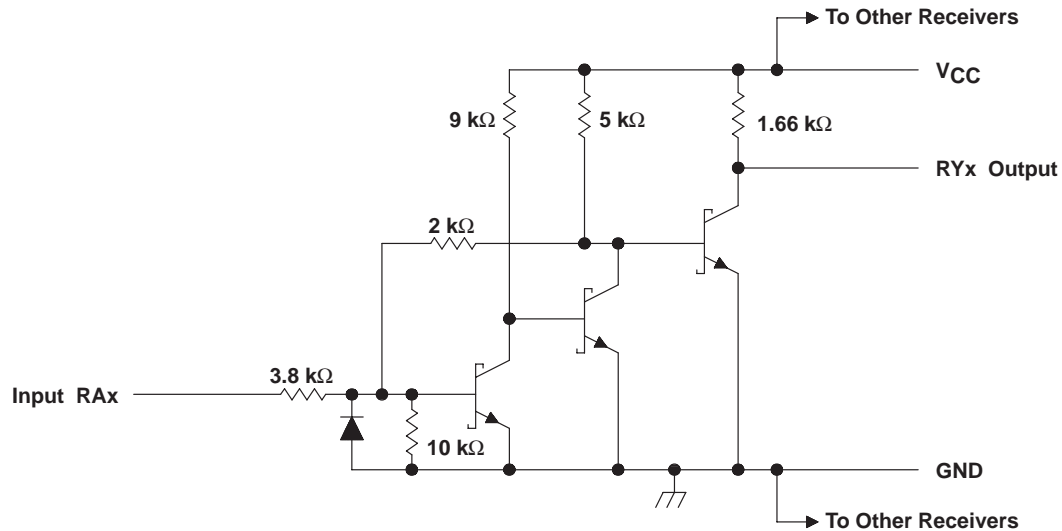 To Other Receivers
VCC
9 kΩ
5 kΩ
1.66 kΩ
RYx Output
2 kΩ
3.8 kΩ
Input RAx
10 kΩ
GND
To Other Receivers